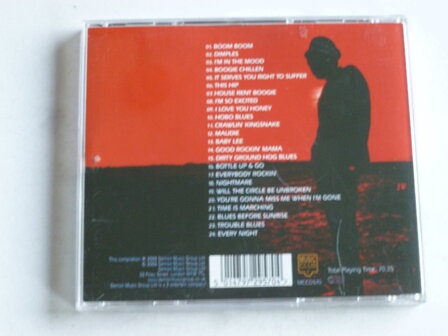 01. BOOM BOOM
02. DIMPLES
03. I'M IN THE MOOD
04. BOOGIE CHILLEN
05. IT SERVES YOU RIGHT TO SUFFER
06. THIS HIP
07. HOUSE RENT BOOGIE
08. I'M SO EXCITED
09. I LOVE YOU HONEY
10. HOBO BLUES
11. CRAWLIN' KINGSNAKE
12. MAUDIE
13. BABY LEE
14. GOOD ROCKIN' MAMA
15. DIRTY GROUND HOG BLUES
16. BOTTLE UP & GO
17. EVERYBODY ROCKIN'
18. NIGHTMARE
19. WILL THE CIRCLE BE UNBROKEN
20. YOU'RE GONNA MISS ME WHEN I'M GONE
21. TIME IS MARCHING
22. BLUES BEFORE SUNRISE
23. TROUBLE BLUES
24. EVERY NIGHT
MUSIC
Total Playing Time: 70.25